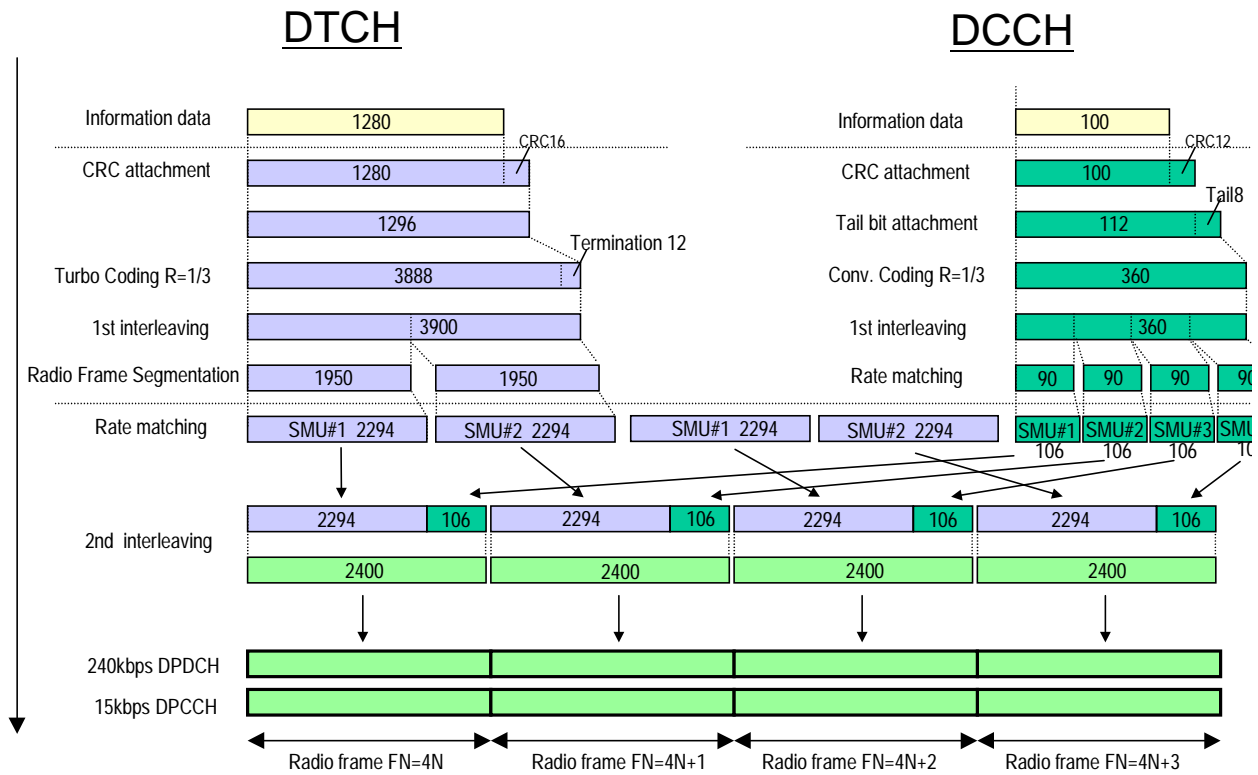 DTCH
DCCH
Information data
1280
Information data
100
CRC16
CRC12
CRC attachment
1280
CRC attachment
100
Tail8
1296
Tail bit attachment
112
Termination 12
Turbo Coding R=1/3
3888
Conv. Coding R=1/3
360
1st interleaving
3900
1st interleaving
360
Radio Frame Segmentation
1950
1950
Rate matching
90
90
90
90
Rate matching
SMU#1 2294
SMU#2 2294
SMU#1 2294
SMU#2 2294
SMU#1
SMU#2
SMU#3
SMU
106
106
106
10
2nd interleaving
2294
106
2294
106
2294
106
2294
106
2400
2400
2400
2400
240kbps DPDCH
15kbps DPCCH
Radio frame FN=4N
Radio frame FN=4N+1
Radio frame FN=4N+2
Radio frame FN=4N+3